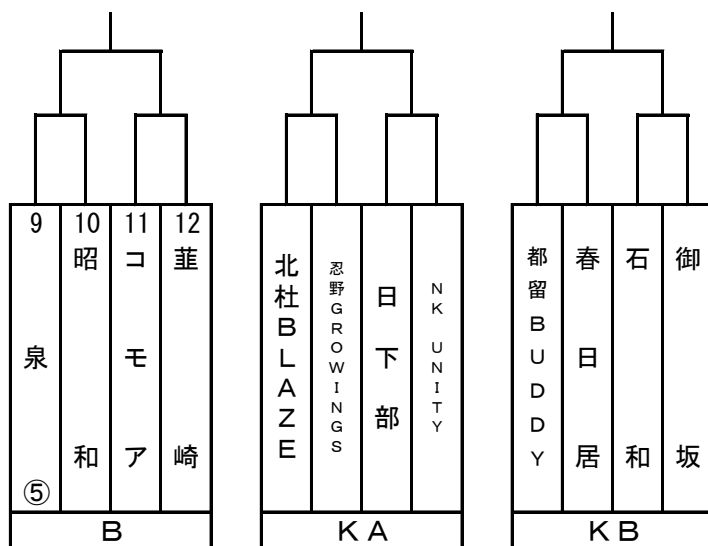 9 泉 ⑤
10 昭和
11 コモア
12 韮崎
B
北杜BLAZE
忍野GROWINGS
日下部
NK UNITY
KA
都留BUDDY
春日居
石和
御坂
KB